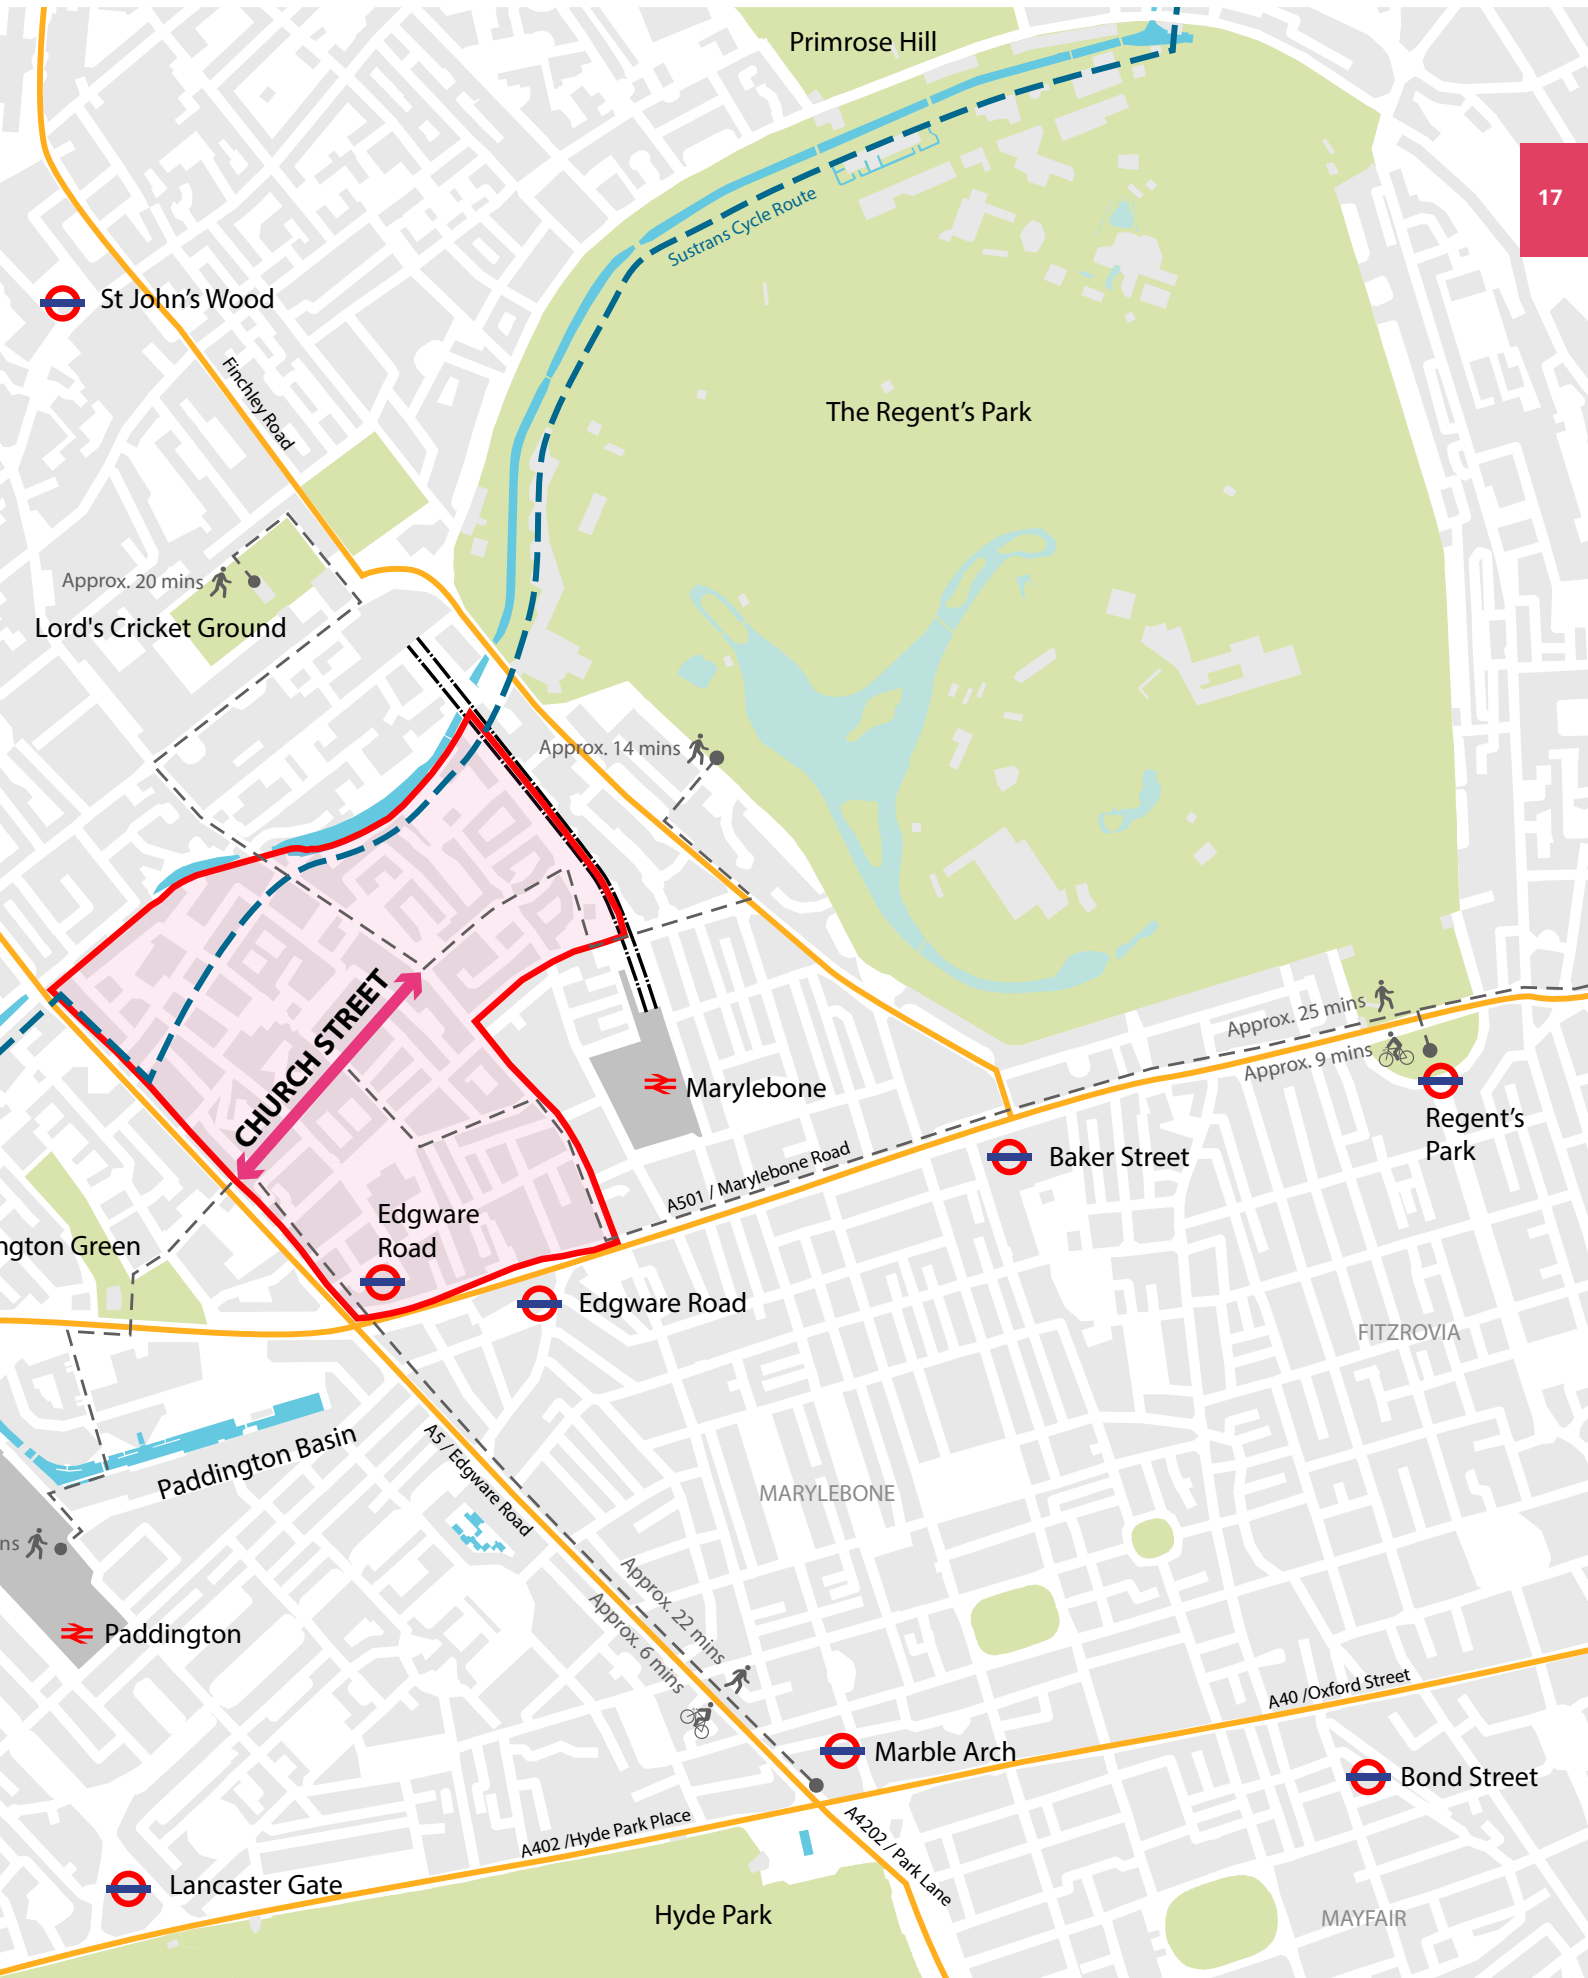 Primrose Hill
17
Sustrans Cycle Route
St John's Wood
Finchley Road
The Regent's Park
Approx. 20 mins
Lord's Cricket Ground
Approx. 14 mins
CHURCH STREET
Approx. 25 mins
Approx. 9 mins
Regent's
Park
Marylebone
Baker Street
A501 / Marylebone Road
Edgware
Road
ngton Green
Edgware Road
FITZROVIA
Paddington Basin
A5 / Edgware Road
MARYLEBONE
ns
Approx. 22 mins
Approx. 6 mins
Paddington
A40 /Oxford Street
Marble Arch
Bond Street
A402 /Hyde Park Place
A4202 / Park Lane
Lancaster Gate
Hyde Park
MAYFAIR